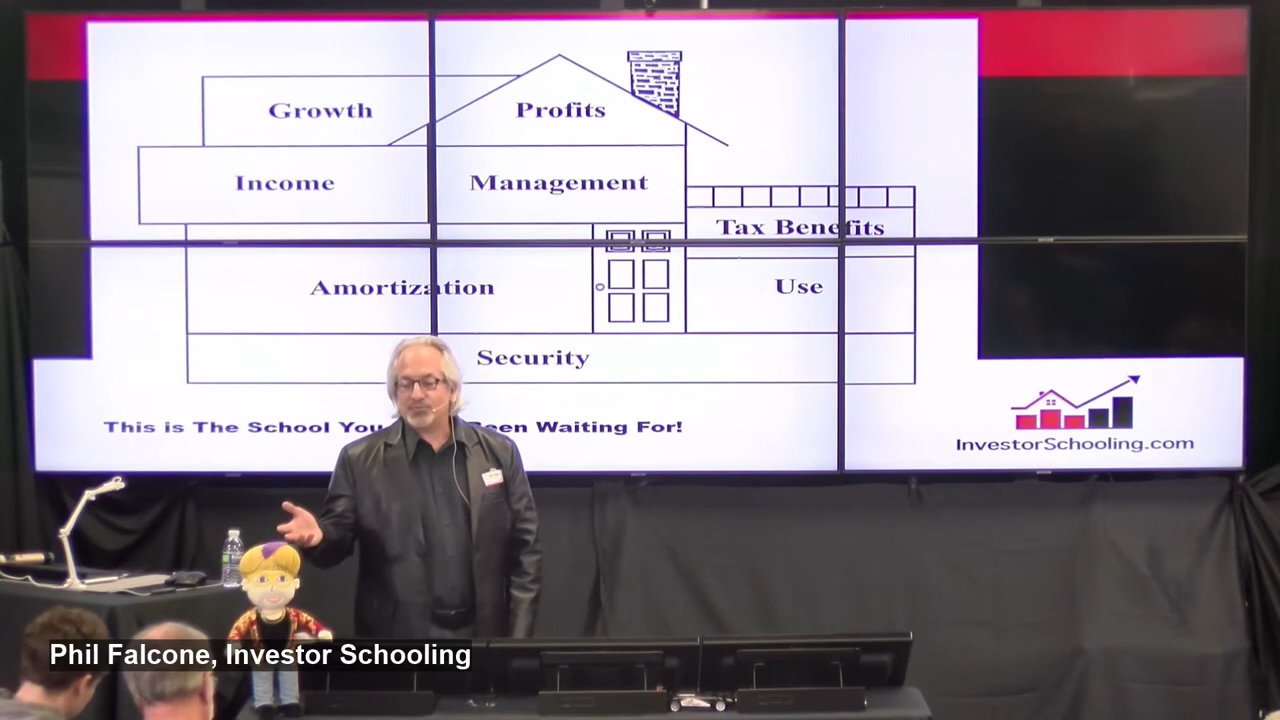 Growth
Profits
Income
Management
Tax Benefits
Amortization
Use
Security
This is The School You
een Waiting For!
InvestorSchooling.com
Phil Falcone, Investor Schooling